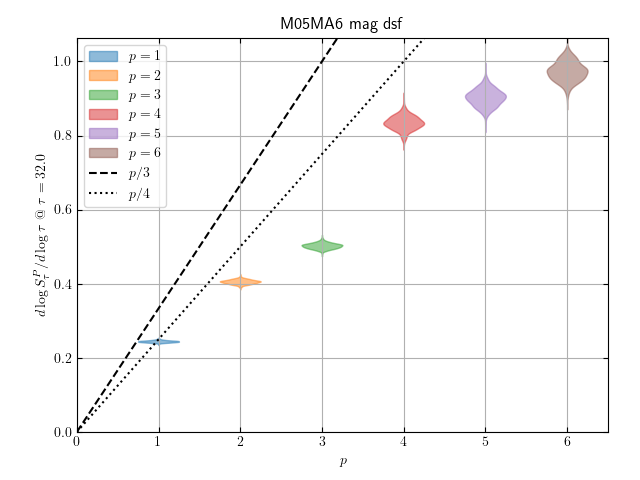 M05MA6 mag dsf
p = 1
p = 2
p = 3
p = 4
p = 5
p = 6
p/3
p/4
d log S_τ^P / d log τ @ τ = 32.0
1.0
0.8
0.6
0.4
0.2
0.0
0 1 2 3 4 5 6
p